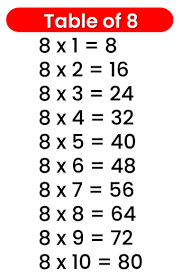 Table of 8
8 x 1 = 8
8 x 2 = 16
8 x 3 = 24
8 x 4 = 32
8 x 5 = 40
8 x 6 = 48
8 x 7 = 56
8 x 8 = 64
8 x 9 = 72
8 x 10 = 80